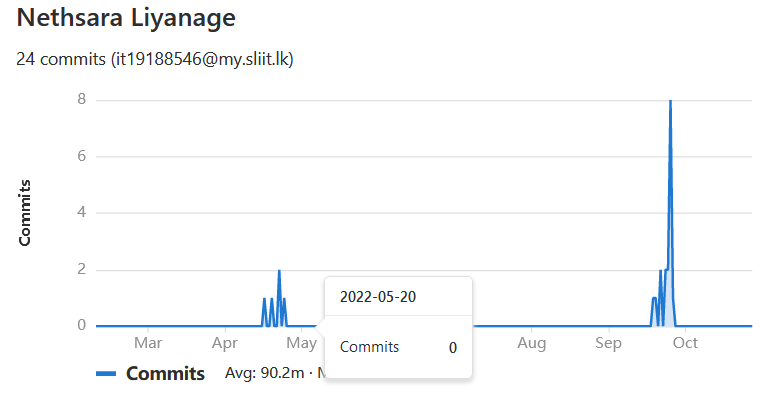 Nethsara Liyanage
24 commits (it19188546@my.sliit.lk)
8
6
4
2
0
Commits
Mar Apr May Aug Sep Oct
2022-05-20
Commits 0
Commits Avg: 90.2m ·